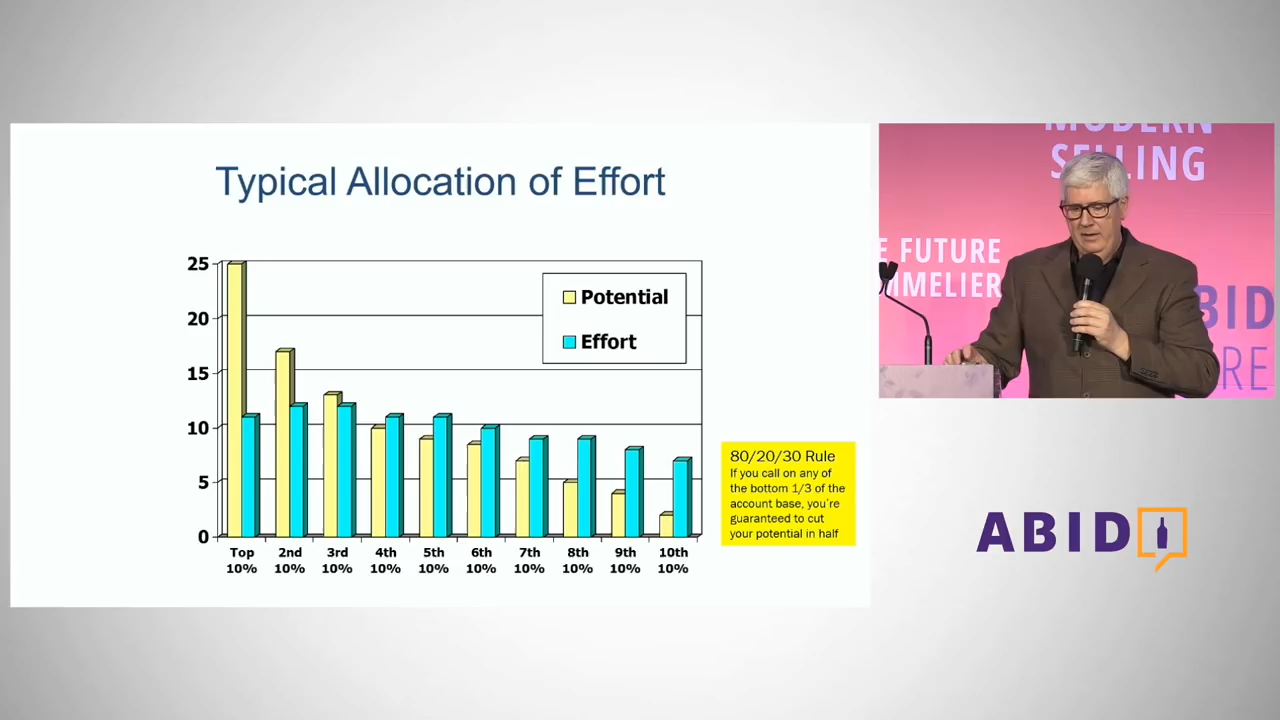 Typical Allocation of Effort
25
20
15
10
5
0
Potential
Effort
Top 10%
2nd 10%
3rd 10%
4th 10%
5th 10%
6th 10%
7th 10%
8th 10%
9th 10%
10th 10%
80/20/30 Rule
If you call on any of
the bottom 1/3 of the
account base, you're
guaranteed to cut
your potential in half
MODERN
SELLING
E FUTURE
MMELIER
BID
RE
ABID